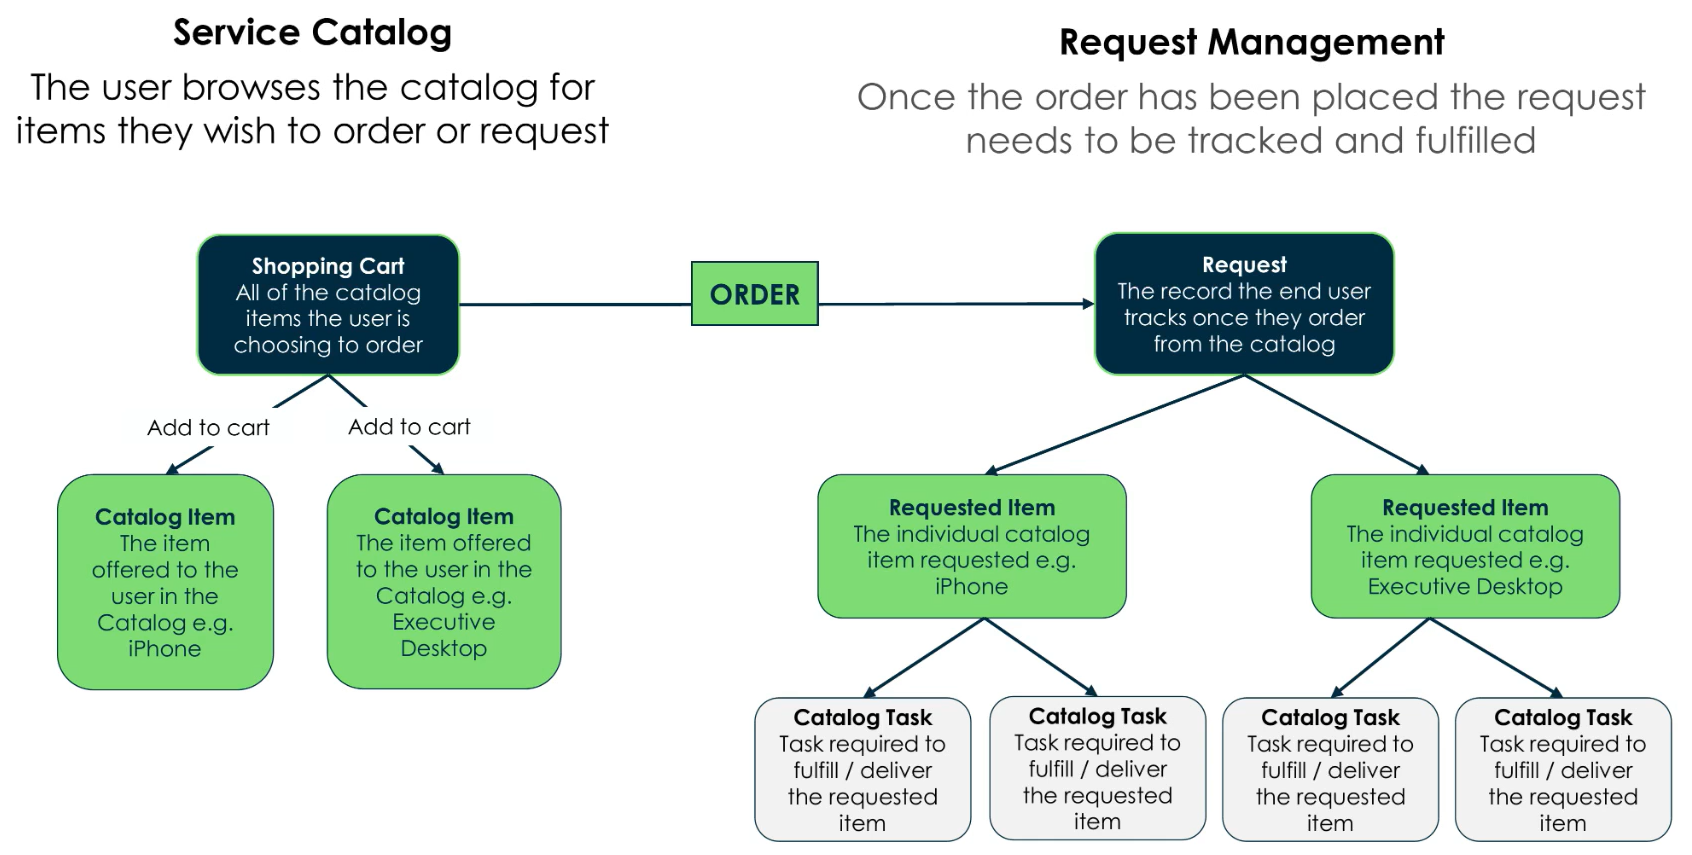 Service Catalog
The user browses the catalog for
items they wish to order or request
Request Management
Once the order has been placed the request
needs to be tracked and fulfilled
Shopping Cart
All of the catalog
items the user is
choosing to order
ORDER
Request
The record the end user
tracks once they order
from the catalog
Add to cart
Add to cart
Catalog Item
The item
offered to the
user in the
Catalog e.g.
iPhone
Catalog Item
The item offered
to the user in the
Catalog e.g.
Executive
Desktop
Requested Item
The individual catalog
item requested e.g.
iPhone
Requested Item
The individual catalog
item requested e.g.
Executive Desktop
Catalog Task
Task required to
fulfill / deliver
the requested
item
Catalog Task
Task required to
fulfill / deliver
the requested
item
Catalog Task
Task required to
fulfill / deliver
the requested
item
Catalog Task
Task required to
fulfill / deliver
the requested
item